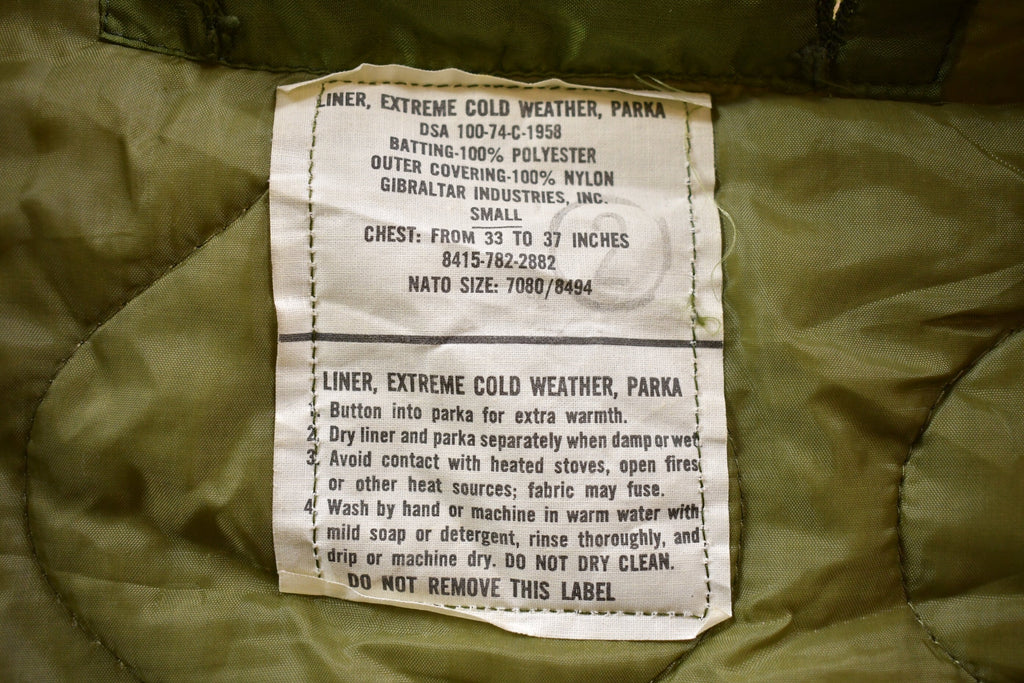 LINER, EXTREME COLD WEATHER, PARKA
DSA 100-74-C-1958
BATTING-100% POLYESTER
OUTER COVERING-100% NYLON
GIBRALTAR INDUSTRIES, INC.
SMALL
CHEST: FROM 33 TO 37 INCHES
8415-782-2882
NATO SIZE: 7080/8494
2
LINER, EXTREME COLD WEATHER, PARKA
1. Button into parka for extra warmth.
2. Dry liner and parka separately when damp or wet.
3. Avoid contact with heated stoves, open fires
or other heat sources; fabric may fuse.
4. Wash by hand or machine in warm water with
mild soap or detergent, rinse thoroughly, and
drip or machine dry. DO NOT DRY CLEAN.
DO NOT REMOVE THIS LABEL